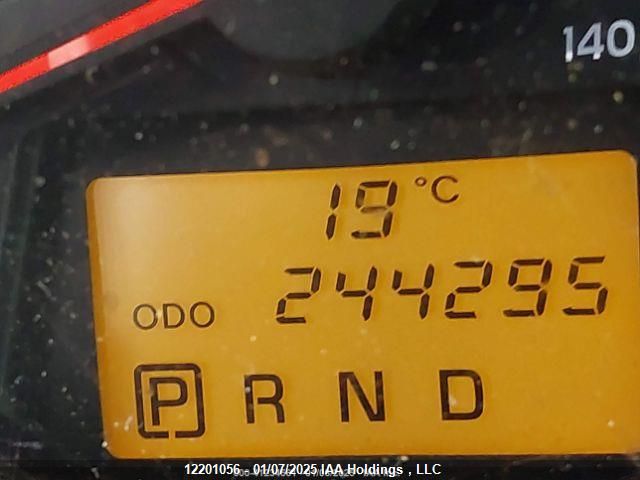 140
19 °C
ODO 244295
P R N D
12201056 - 01/07/2025 IAA Holdings , LLC